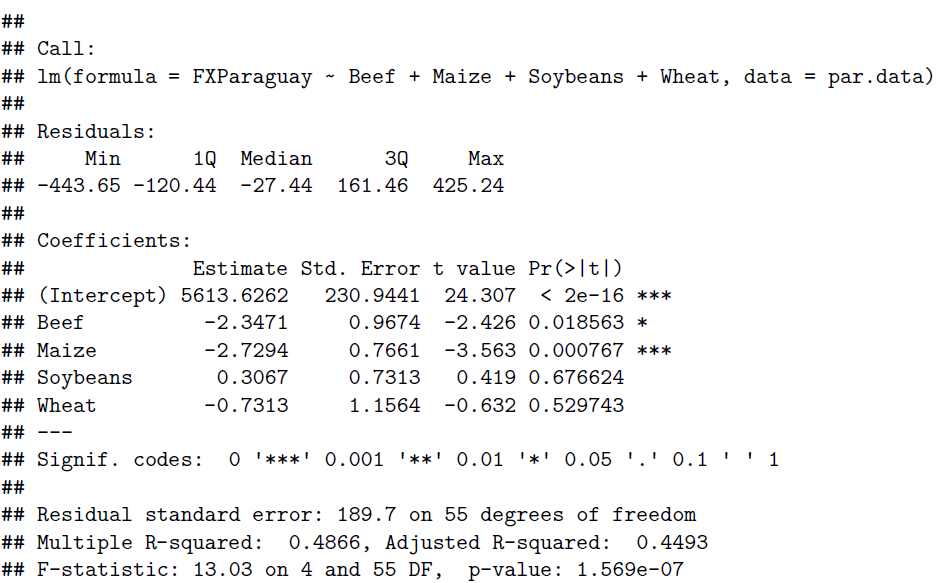 ##
## Call:
## lm(formula = FXParaguay ~ Beef + Maize + Soybeans + Wheat, data = par.data)
##
## Residuals:
##     Min      1Q  Median      3Q     Max
## -443.65 -120.44  -27.44  161.46  425.24
##
## Coefficients:
##              Estimate Std. Error t value Pr(>|t|)
## (Intercept) 5613.6262   230.9441  24.307  < 2e-16 ***
## Beef          -2.3471     0.9674  -2.426 0.018563 *
## Maize         -2.7294     0.7661  -3.563 0.000767 ***
## Soybeans       0.3067     0.7313   0.419 0.676624
## Wheat         -0.7313     1.1564  -0.632 0.529743
## ---
## Signif. codes:  0 '***' 0.001 '**' 0.01 '*' 0.05 '.' 0.1 ' ' 1
##
## Residual standard error: 189.7 on 55 degrees of freedom
## Multiple R-squared:  0.4866, Adjusted R-squared:  0.4493
## F-statistic: 13.03 on 4 and 55 DF,  p-value: 1.569e-07